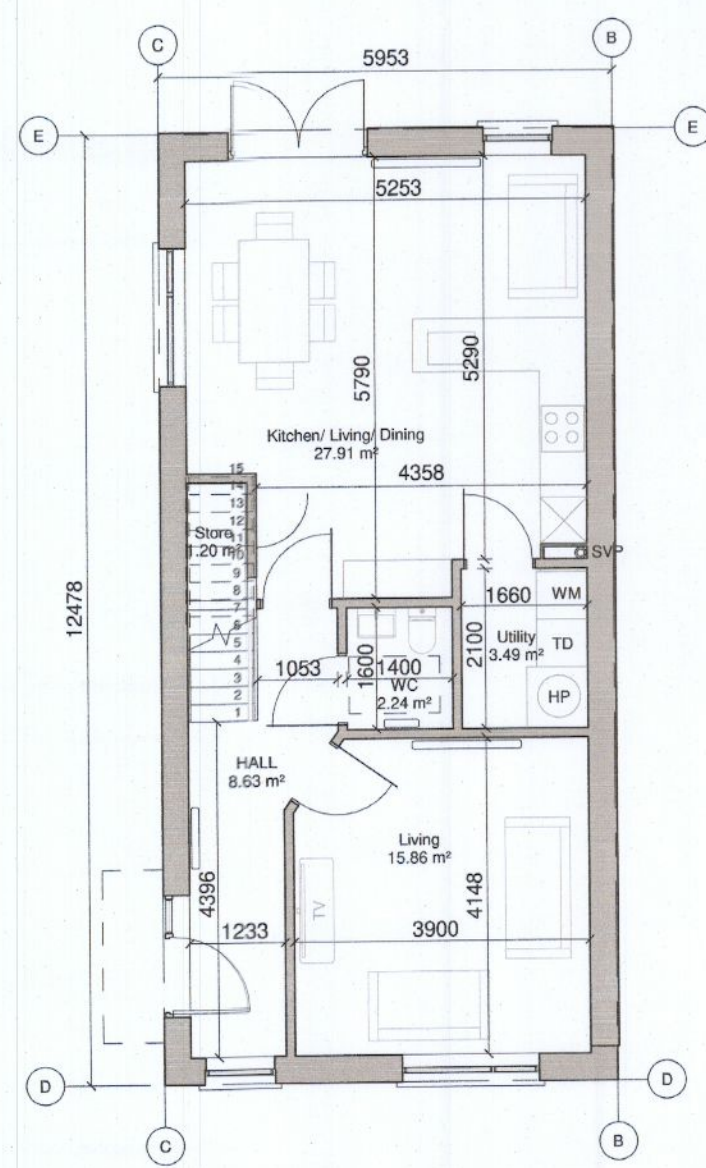 C
B
5953
E
E
5253
5790
5290
Kitchen/ Living/ Dining
27.91 m²
4358
15
14
13
12
11
10
9
8
7
6
5
4
3
2
1
Store
1.20 m²
SVP
12478
1660
WM
Utility
3.49 m²
TD
2100
HP
1053
1600
1400
WC
2.24 m²
HALL
8.63 m²
Living
15.86 m²
4396
4148
TV
1233
3900
D
D
C
B